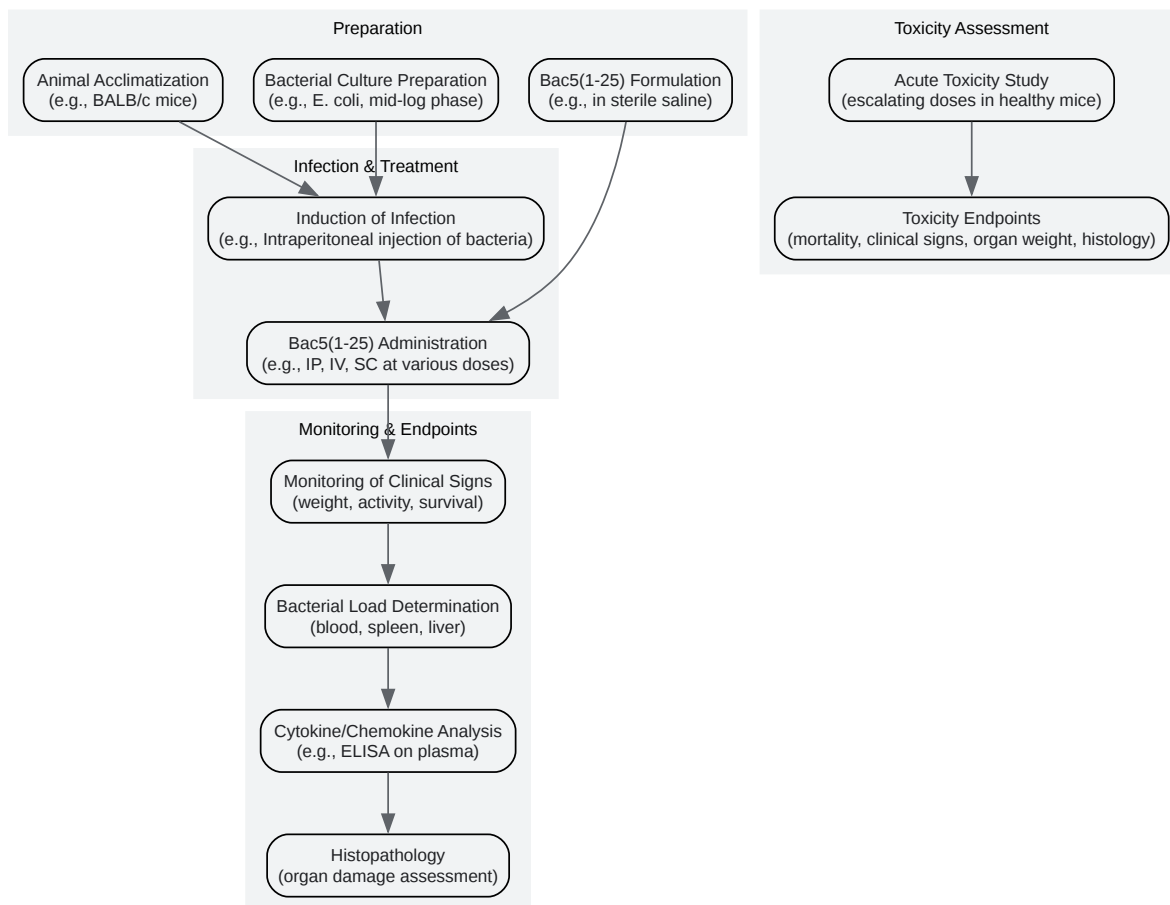 Preparation
Animal Acclimatization
(e.g., BALB/c mice)
Bacterial Culture Preparation
(e.g., E. coli, mid-log phase)
Bac5(1-25) Formulation
(e.g., in sterile saline)
Infection & Treatment
Induction of Infection
(e.g., Intraperitoneal injection of bacteria)
Bac5(1-25) Administration
(e.g., IP, IV, SC at various doses)
Monitoring & Endpoints
Monitoring of Clinical Signs
(weight, activity, survival)
Bacterial Load Determination
(blood, spleen, liver)
Cytokine/Chemokine Analysis
(e.g., ELISA on plasma)
Histopathology
(organ damage assessment)
Toxicity Assessment
Acute Toxicity Study
(escalating doses in healthy mice)
Toxicity Endpoints
(mortality, clinical signs, organ weight, histology)